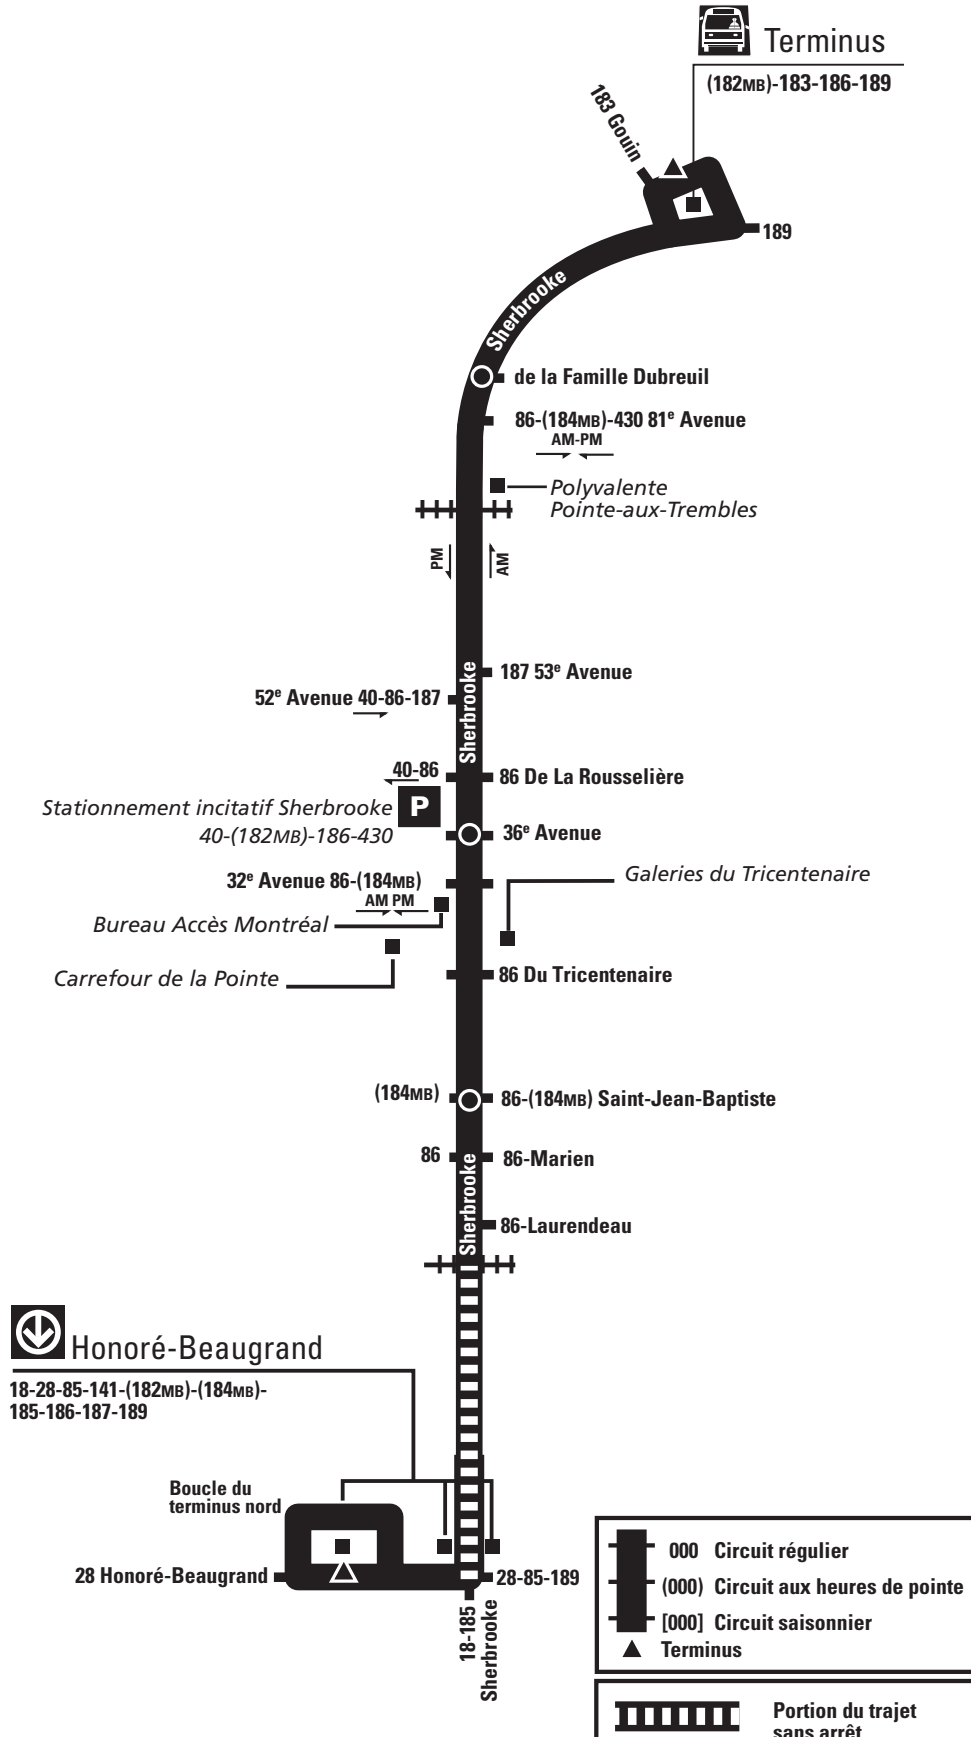 Terminus
(182MB)-183-186-189
183 Gouin
189
Sherbrooke
de la Famille Dubreuil
86-(184MB)-430 81e Avenue
AM-PM
Polyvalente
Pointe-aux-Trembles
PM
AM
187 53e Avenue
52e Avenue 40-86-187
Sherbrooke
40-86
86 De La Rousselière
Stationnement incitatif Sherbrooke
P
40-(182MB)-186-430
36e Avenue
32e Avenue 86-(184MB)
AM PM
Galeries du Tricentenaire
Bureau Accès Montréal
Carrefour de la Pointe
86 Du Tricentenaire
(184MB)
86-(184MB) Saint-Jean-Baptiste
86
86-Marien
Sherbrooke
86-Laurendeau
Honoré-Beaugrand
18-28-85-141-(182MB)-(184MB)-
185-186-187-189
Boucle du
terminus nord
28 Honoré-Beaugrand
28-85-189
18-185
Sherbrooke
000 Circuit régulier
(000) Circuit aux heures de pointe
[000] Circuit saisonnier
Terminus
Portion du trajet
sans arrêt